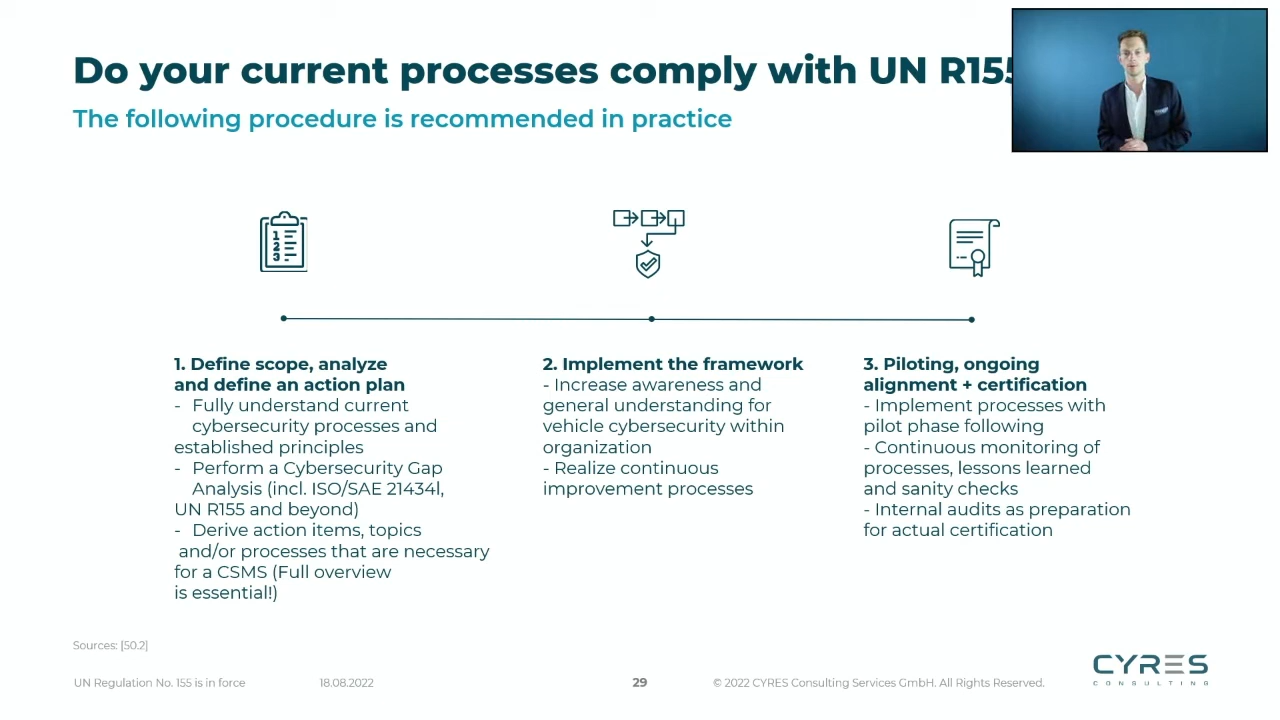 Do your current processes comply with UN R155
The following procedure is recommended in practice
1
2
3
1. Define scope, analyze
and define an action plan
- Fully understand current
cybersecurity processes and
established principles
- Perform a Cybersecurity Gap
Analysis (incl. ISO/SAE 21434l,
UN R155 and beyond)
- Derive action items, topics
and/or processes that are necessary
for a CSMS (Full overview
is essential!)
2. Implement the framework
- Increase awareness and
general understanding for
vehicle cybersecurity within
organization
- Realize continuous
improvement processes
3. Piloting, ongoing
alignment + certification
- Implement processes with
pilot phase following
- Continuous monitoring of
processes, lessons learned
and sanity checks
- Internal audits as preparation
for actual certification
Sources: [50.2]
UN Regulation No. 155 is in force
18.08.2022
29
© 2022 CYRES Consulting Services GmbH. All Rights Reserved.
CYRES
CONSULTING